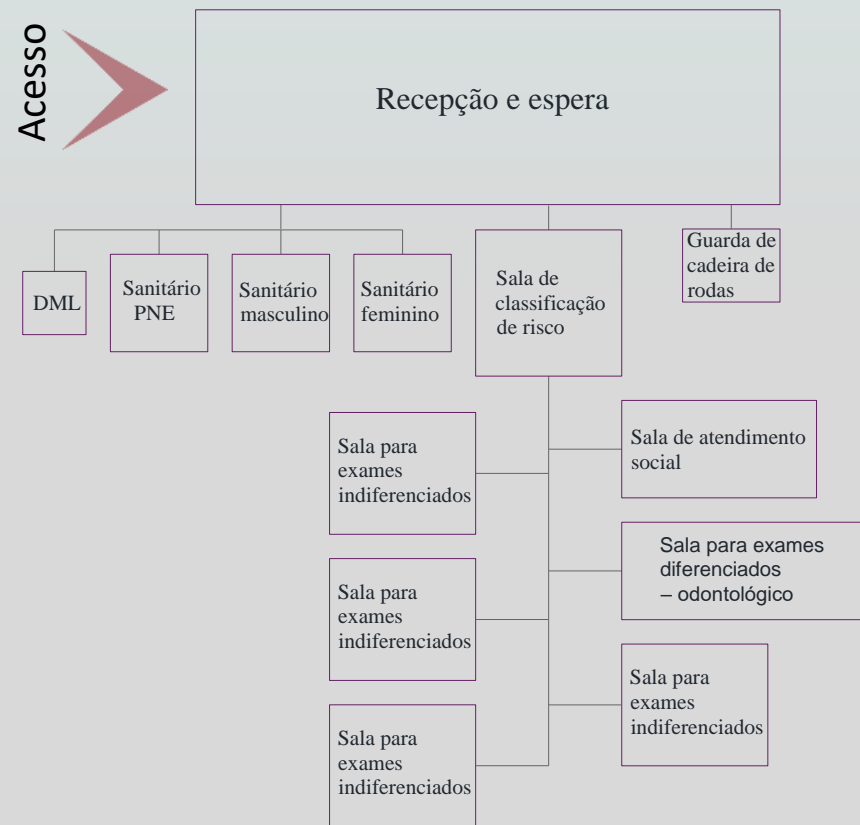 Acesso
Recepção e espera
DML
Sanitário
PNE
Sanitário
masculino
Sanitário
feminino
Sala de
classificação
de risco
Guarda de
cadeira de
rodas
Sala para
exames
indiferenciados
Sala de atendimento
social
Sala para
exames
indiferenciados
Sala para exames
diferenciados
– odontológico
Sala para
exames
indiferenciados
Sala para
exames
indiferenciados